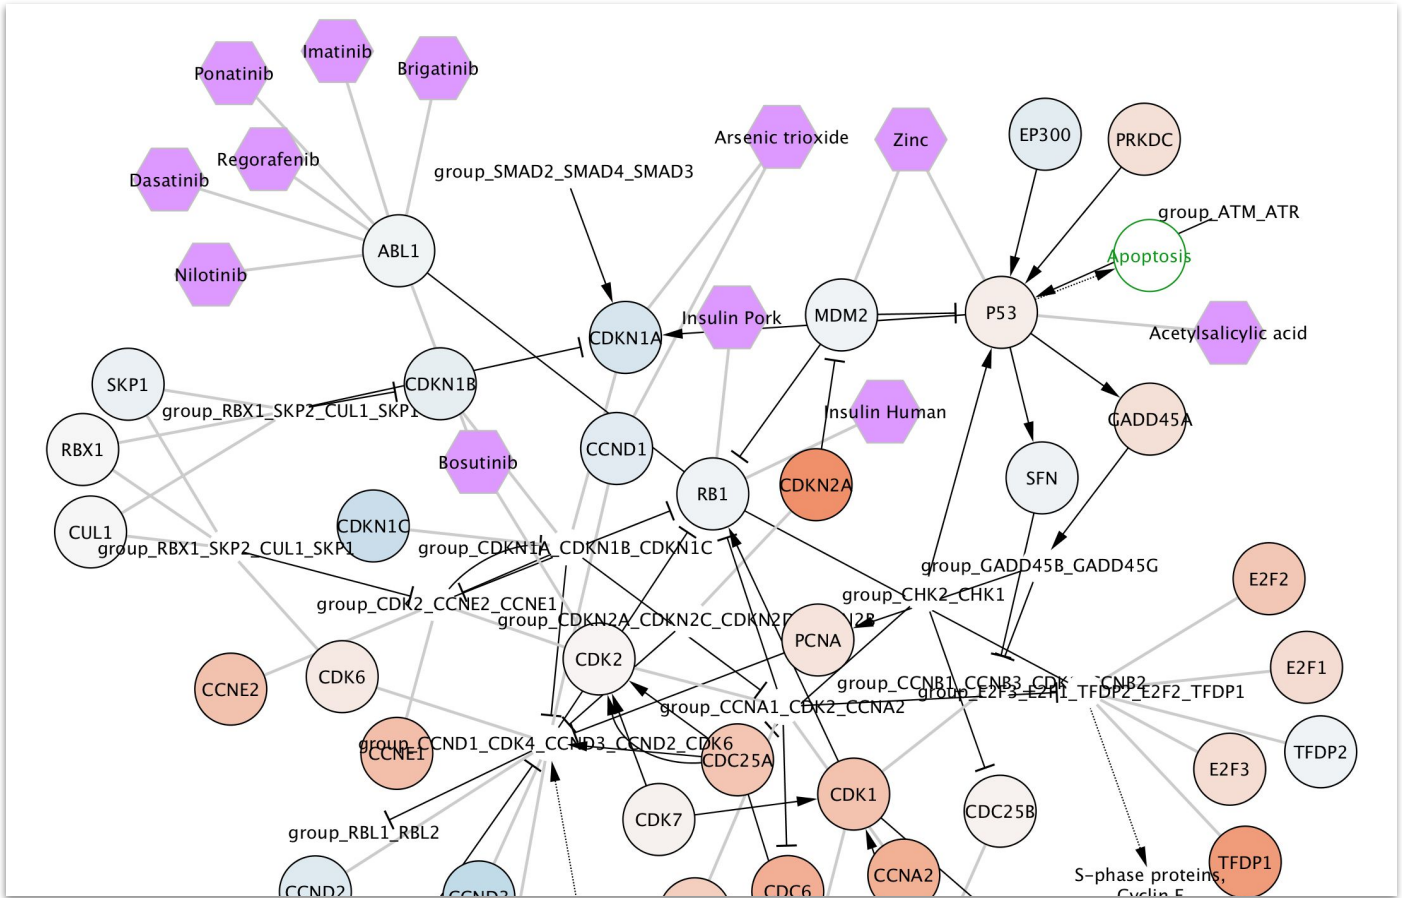 Imatinib
Ponatinib
Brigatinib
Arsenic trioxide
Zinc
EP300
PRKDC
Regorafenib
group_SMAD2_SMAD4_SMAD3
Dasatinib
group_ATM_ATR
ABL1
Apoptosis
Nilotinib
P53
MDM2
Insulin Pork
Acetylsalicylic acid
CDKN1A
SKP1
CDKN1B
group_RBX1_SKP2_CUL1_SKP1
Insulin Human
GADD45A
RBX1
CCND1
Bosutinib
SFN
CDKN2A
RB1
CDKN1C
CUL1
group_RBX1_SKP2_CUL1_SKP1
group_CDKN1A_CDKN1B_CDKN1C
group_GADD45B_GADD45G
E2F2
group_CHK2_CHK1
group_CDK2_CCNE2_CCNE1
PCNA
CDK2
E2F1
CDK6
CCNE2
group_E2F3_E2F1_TFDP2_E2F2_TFDP1
group_CCNA1_CDK2_CCNA2
group_CCND1_CDK4_CCND3_CCND2_CDK6
CCNE1
TFDP2
CDC25A
E2F3
CDK1
CDC25B
CDK7
group_RBL1_RBL2
TFDP1
CCNA2
S-phase proteins,
Cyclin E
CCND2
CDC6
CCND3